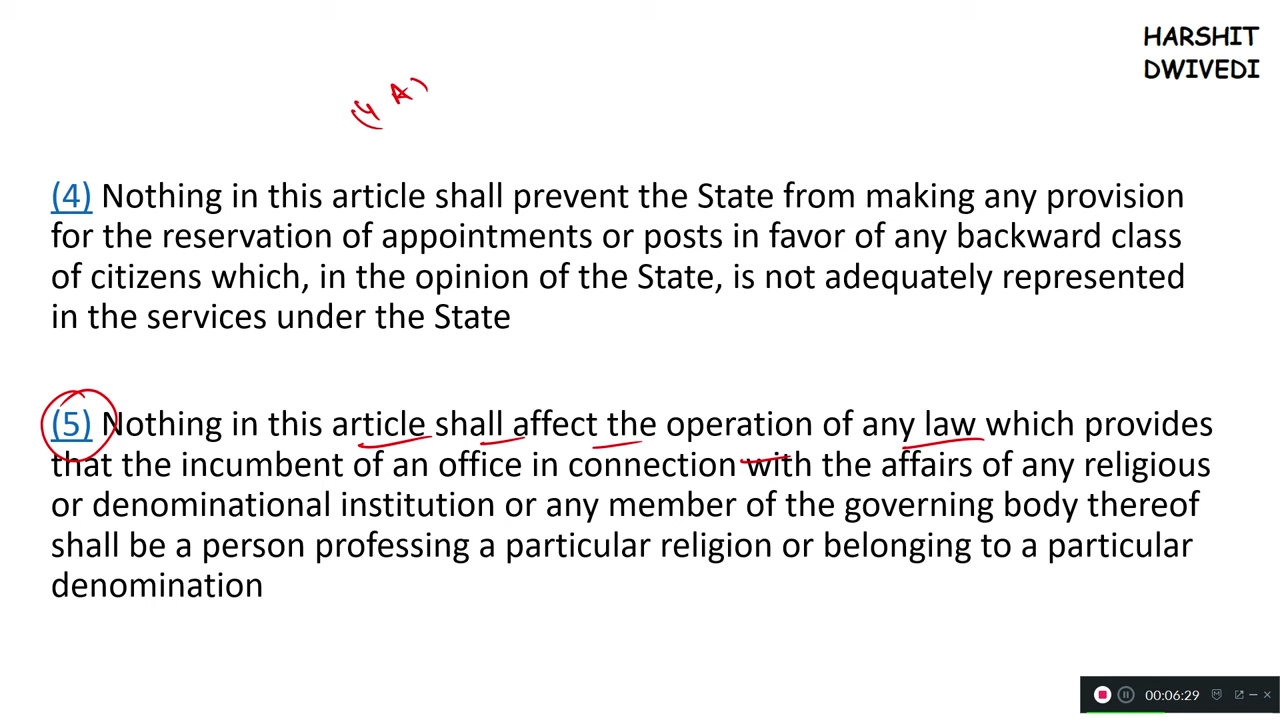 HARSHIT
DWIVEDI
(4 A)
(4) Nothing in this article shall prevent the State from making any provision
for the reservation of appointments or posts in favor of any backward class
of citizens which, in the opinion of the State, is not adequately represented
in the services under the State
(5) Nothing in this article shall affect the operation of any law which provides
that the incumbent of an office in connection with the affairs of any religious
or denominational institution or any member of the governing body thereof
shall be a person professing a particular religion or belonging to a particular
denomination
00:06:29